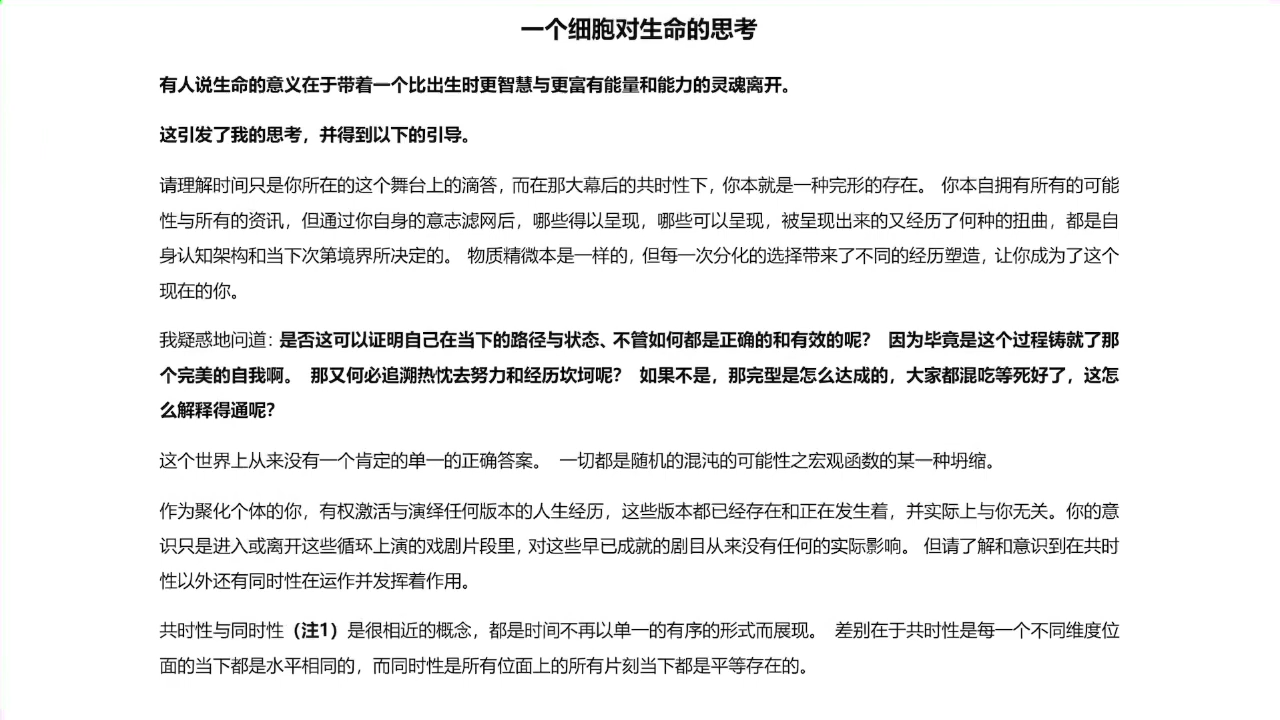 一个细胞对生命的思考
有人说生命的意义在于带着一个比出生时更智慧与更富有能量和能力的灵魂离开。
这引发了我的思考，并得到以下的引导。
请理解时间只是你所在的这个舞台上的滴答，而在那大幕后的共时性下，你本就是一种完形的存在。 你本自拥有所有的可能
性与所有的资讯，但通过你自身的意志滤网后，哪些得以呈现，哪些可以呈现，被呈现出来的又经历了何种的扭曲，都是自
身认知架构和当下次第境界所决定的。 物质精微本是一样的，但每一次分化的选择带来了不同的经历塑造，让你成为了这个
现在的你。
我疑惑地问道：是否这可以证明自己在当下的路径与状态、不管如何都是正确的和有效的呢？ 因为毕竟是这个过程铸就了那
个完美的自我啊。 那又何必追溯热忱去努力和经历坎坷呢？ 如果不是，那完型是怎么达成的，大家都混吃等死好了，这怎
么解释得通呢？
这个世界上从来没有一个肯定的单一的正确答案。 一切都是随机的混沌的可能性之宏观函数的某一种坍缩。
作为聚化个体的你，有权激活与演绎任何版本的人生经历，这些版本都已经存在和正在发生着，并实际上与你无关。你的意
识只是进入或离开这些循环上演的戏剧片段里，对这些早已成就的剧目从来没有任何的实际影响。 但请了解和意识到在共时
性以外还有同时性在运作并发挥着作用。
共时性与同时性（注1）是很相近的概念，都是时间不再以单一的有序的形式而展现。 差别在于共时性是每一个不同维度位
面的当下都是水平相同的，而同时性是所有位面上的所有片刻当下都是平等存在的。